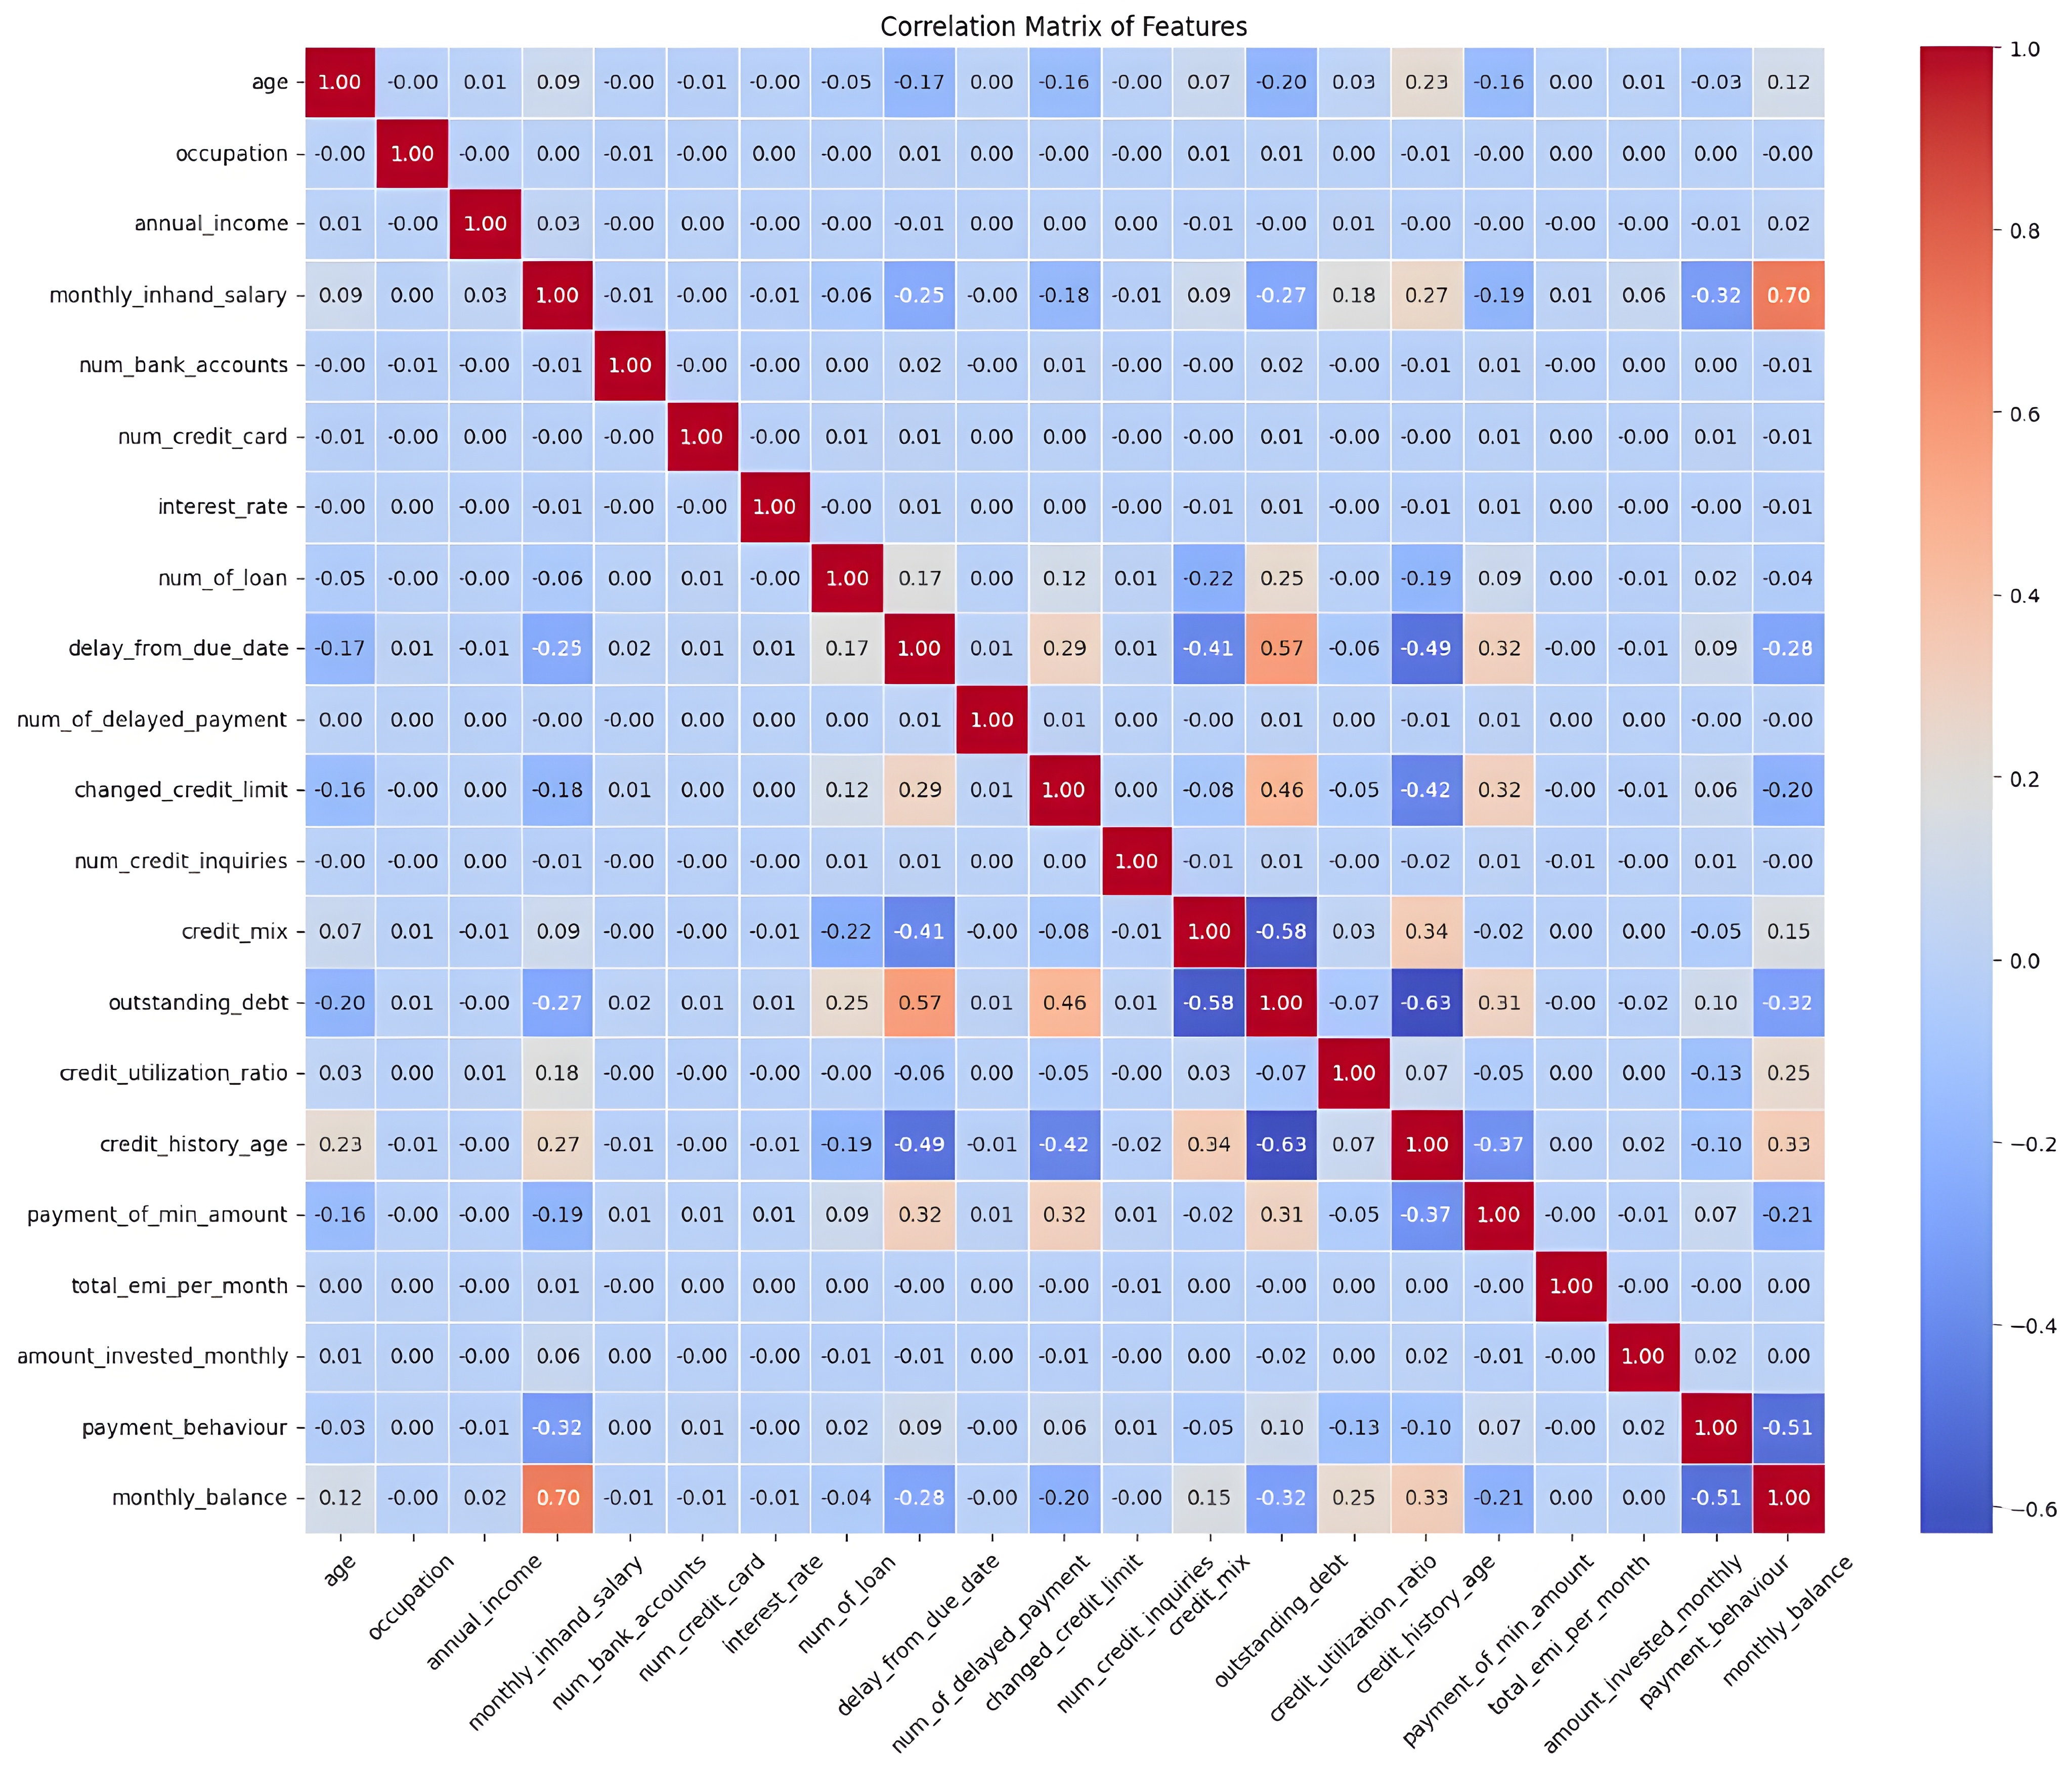 Correlation Matrix of Features
age 1.00 -0.00 0.01 0.09 -0.00 -0.01 -0.00 -0.05 -0.17 0.00 -0.16 -0.00 0.07 -0.20 0.03 0.23 -0.16 0.00 0.01 -0.03 0.12
occupation -0.00 1.00 -0.00 0.00 -0.01 -0.00 0.00 -0.00 0.01 0.00 -0.00 -0.00 0.01 0.01 0.00 -0.01 -0.00 0.00 0.00 0.00 -0.00
annual_income 0.01 -0.00 1.00 0.03 -0.00 0.00 -0.00 -0.00 -0.01 0.00 0.00 0.00 -0.01 -0.00 0.01 -0.00 -0.00 -0.00 -0.00 -0.01 0.02
monthly_inhand_salary 0.09 0.00 0.03 1.00 -0.01 -0.00 -0.01 -0.06 -0.25 -0.00 -0.18 -0.01 0.09 -0.27 0.18 0.27 -0.19 0.01 0.06 -0.32 0.70
num_bank_accounts -0.00 -0.01 -0.00 -0.01 1.00 -0.00 -0.00 0.00 0.02 -0.00 0.01 -0.00 -0.00 0.02 -0.00 -0.01 0.01 -0.00 0.00 0.00 -0.01
num_credit_card -0.01 -0.00 0.00 -0.00 -0.00 1.00 -0.00 0.01 0.01 0.00 0.00 -0.00 -0.00 0.01 -0.00 -0.00 0.01 0.00 -0.00 0.01 -0.01
interest_rate -0.00 0.00 -0.00 -0.01 -0.00 -0.00 1.00 -0.00 0.01 0.00 0.00 -0.00 -0.01 0.01 -0.00 -0.01 0.01 0.00 -0.00 -0.00 -0.01
num_of_loan -0.05 -0.00 -0.00 -0.06 0.00 0.01 -0.00 1.00 0.17 0.00 0.12 0.01 -0.22 0.25 -0.00 -0.19 0.09 0.00 -0.01 0.02 -0.04
delay_from_due_date -0.17 0.01 -0.01 -0.25 0.02 0.01 0.01 0.17 1.00 0.01 0.29 0.01 -0.41 0.57 -0.06 -0.49 0.32 -0.00 -0.01 0.09 -0.28
num_of_delayed_payment 0.00 0.00 0.00 -0.00 -0.00 0.00 0.00 0.00 0.01 1.00 0.01 0.00 -0.00 0.01 0.00 -0.01 0.01 0.00 0.00 -0.00 -0.00
changed_credit_limit -0.16 -0.00 0.00 -0.18 0.01 0.00 0.00 0.12 0.29 0.01 1.00 0.00 -0.08 0.46 -0.05 -0.42 0.32 -0.00 -0.01 0.06 -0.20
num_credit_inquiries -0.00 -0.00 0.00 -0.01 -0.00 -0.00 -0.00 0.01 0.01 0.00 0.00 1.00 -0.01 0.01 -0.00 -0.02 0.01 -0.01 -0.00 0.01 -0.00
credit_mix 0.07 0.01 -0.01 0.09 -0.00 -0.00 -0.01 -0.22 -0.41 -0.00 -0.08 -0.01 1.00 -0.58 0.03 0.34 -0.02 0.00 0.00 -0.05 0.15
outstanding_debt -0.20 0.01 -0.00 -0.27 0.02 0.01 0.01 0.25 0.57 0.01 0.46 0.01 -0.58 1.00 -0.07 -0.63 0.31 -0.00 -0.02 0.10 -0.32
credit_utilization_ratio 0.03 0.00 0.01 0.18 -0.00 -0.00 -0.00 -0.00 -0.06 0.00 -0.05 -0.00 0.03 -0.07 1.00 0.07 -0.05 0.00 0.00 -0.13 0.25
credit_history_age 0.23 -0.01 -0.00 0.27 -0.01 -0.00 -0.01 -0.19 -0.49 -0.01 -0.42 -0.02 0.34 -0.63 0.07 1.00 -0.37 0.00 0.02 -0.10 0.33
payment_of_min_amount -0.16 -0.00 -0.00 -0.19 0.01 0.01 0.01 0.09 0.32 0.01 0.32 0.01 -0.02 0.31 -0.05 -0.37 1.00 -0.00 -0.01 0.07 -0.21
total_emi_per_month 0.00 0.00 -0.00 0.01 -0.00 0.00 0.00 0.00 -0.00 0.00 -0.00 -0.01 0.00 -0.00 0.00 0.00 -0.00 1.00 -0.00 -0.00 0.00
amount_invested_monthly 0.01 0.00 -0.00 0.06 0.00 -0.00 -0.00 -0.01 -0.01 0.00 -0.01 -0.00 0.00 -0.02 0.00 0.02 -0.01 -0.00 1.00 0.02 0.00
payment_behaviour -0.03 0.00 -0.01 -0.32 0.00 0.01 -0.00 0.02 0.09 -0.00 0.06 0.01 -0.05 0.10 -0.13 -0.10 0.07 -0.00 0.02 1.00 -0.51
monthly_balance 0.12 -0.00 0.02 0.70 -0.01 -0.01 -0.01 -0.04 -0.28 -0.00 -0.20 -0.00 0.15 -0.32 0.25 0.33 -0.21 0.00 0.00 -0.51 1.00
age
occupation
annual_income
monthly_inhand_salary
num_bank_accounts
num_credit_card
interest_rate
num_of_loan
delay_from_due_date
num_of_delayed_payment
changed_credit_limit
num_credit_inquiries
credit_mix
outstanding_debt
credit_utilization_ratio
credit_history_age
payment_of_min_amount
total_emi_per_month
amount_invested_monthly
payment_behaviour
monthly_balance
1.0
0.8
0.6
0.4
0.2
0.0
−0.2
−0.4
−0.6